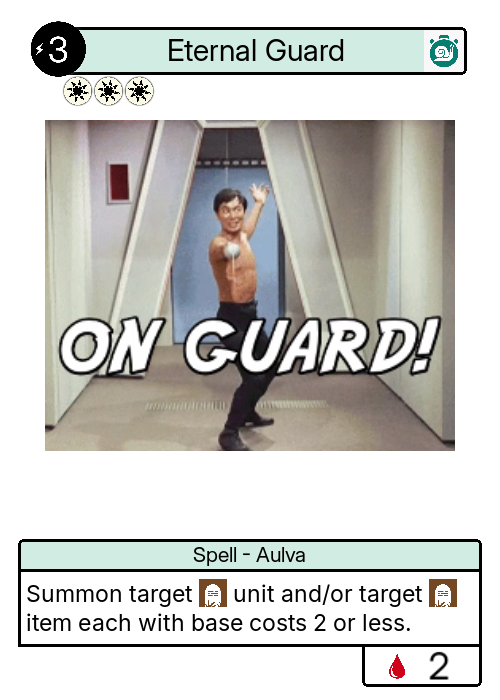 3
Eternal Guard
ON GUARD!
Spell - Aulva
Summon target unit and/or target
item each with base costs 2 or less.
2